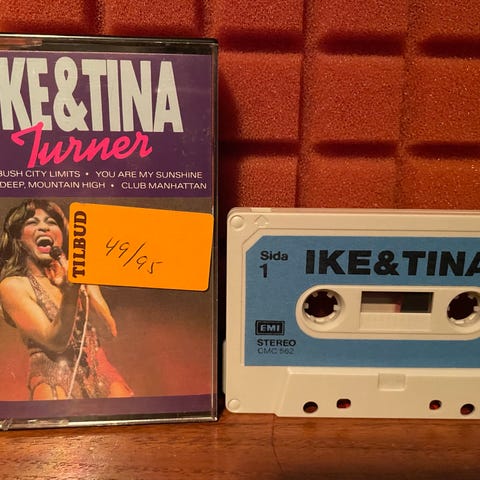 KE&TINA
Turner
BUSH CITY LIMITS • YOU ARE MY SUNSHINE
DEEP, MOUNTAIN HIGH • CLUB MANHATTAN
TILBUD
49/95
Sida
1
IKE&TINA
EMI
STEREO
CMC 562